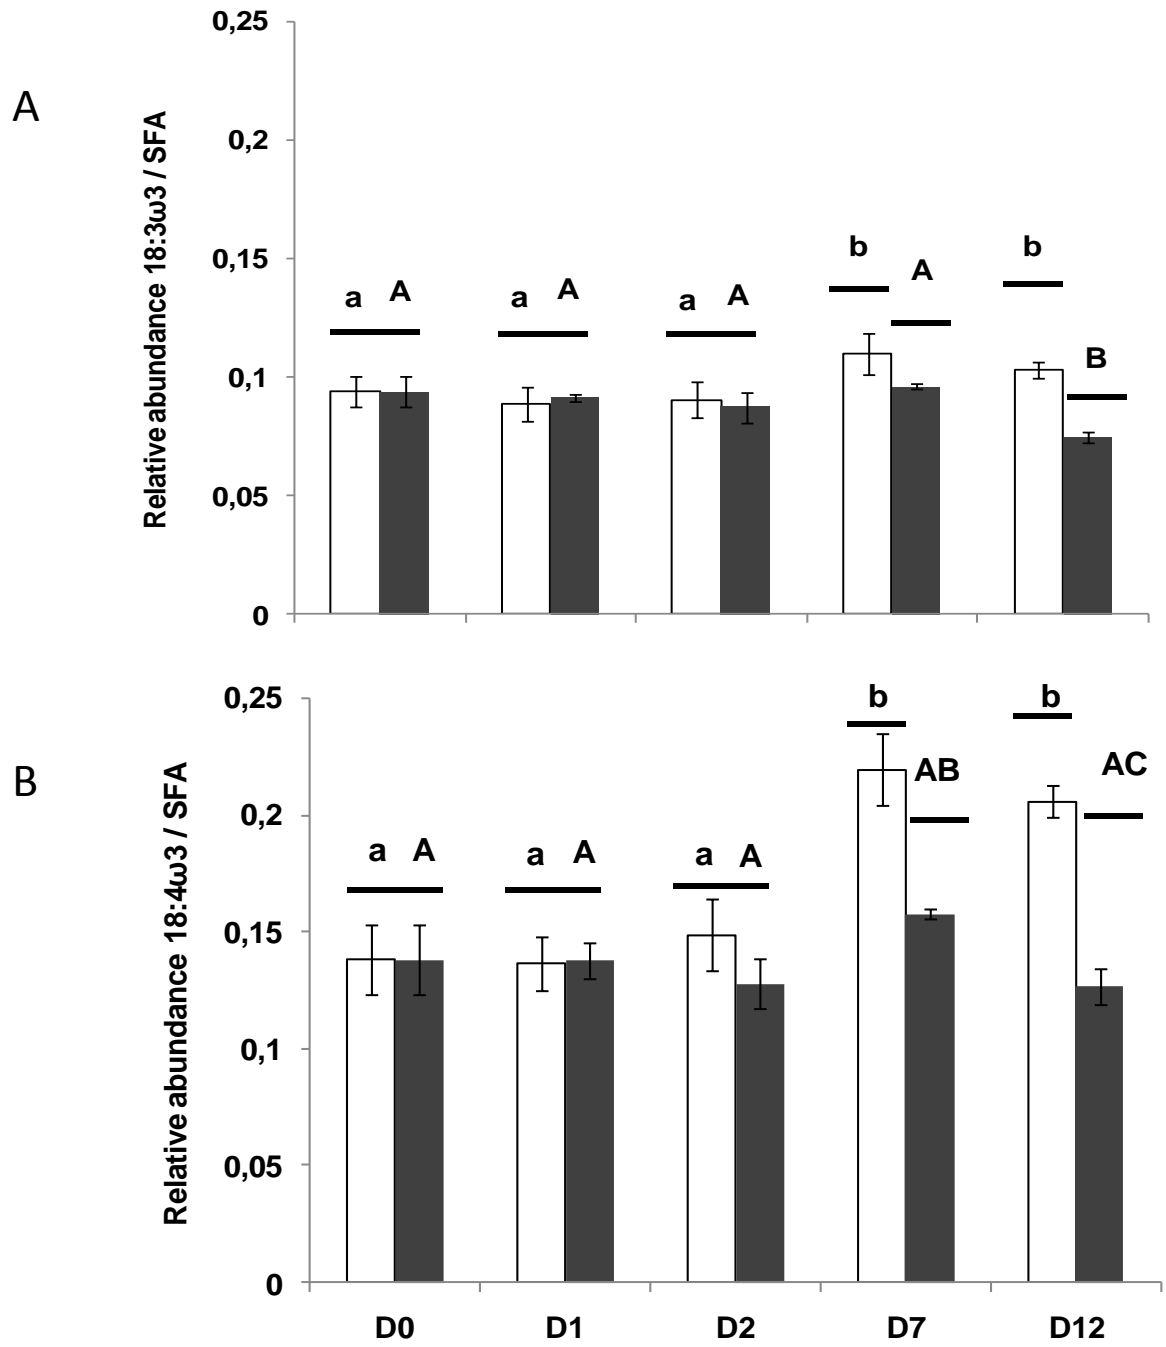 A
Relative abundance 18:3ω3 / SFA
0,25
0,2
0,15
0,1
0,05
0
a A
a A
a A
b A
b B
B
Relative abundance 18:4ω3 / SFA
0,25
0,2
0,15
0,1
0,05
0
a A
a A
a A
b AB
b AC
D0 D1 D2 D7 D12